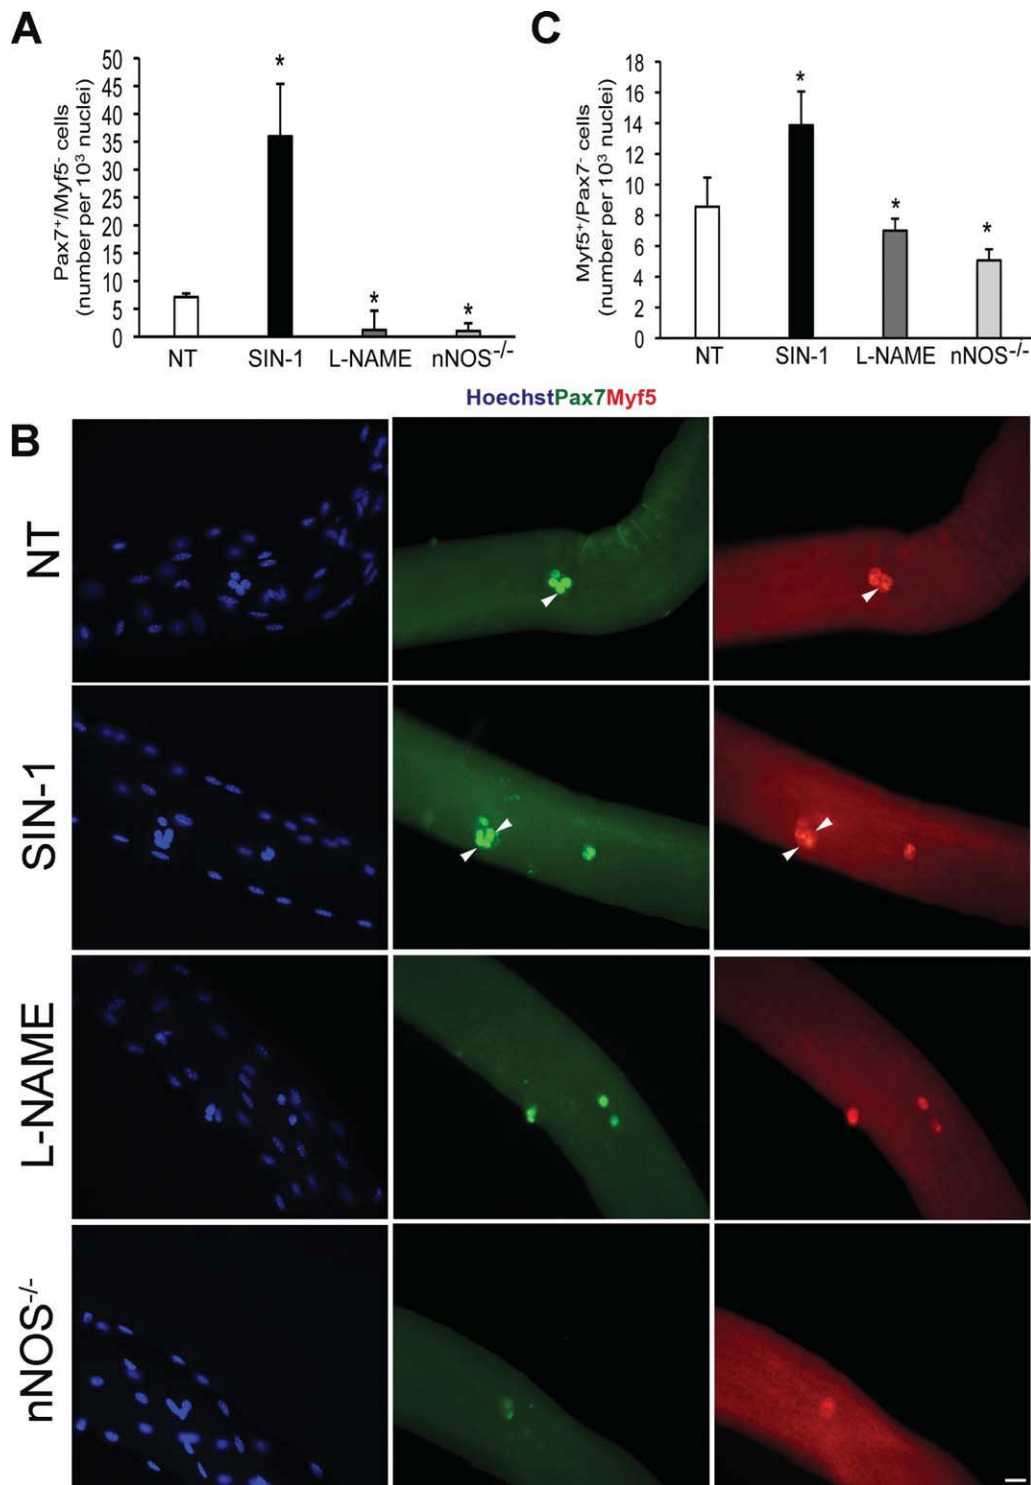 A
Pax7⁺/Myf5⁻ cells
(number per 10³ nuclei)
50
45
40
35
30
25
20
15
10
5
0
*
*
*
NT
SIN-1
L-NAME
nNOS⁻/⁻
C
Myf5⁺/Pax7⁻ cells
(number per 10³ nuclei)
18
16
14
12
10
8
6
4
2
0
*
*
*
NT
SIN-1
L-NAME
nNOS⁻/⁻
HoechstPax7Myf5
B
NT
SIN-1
L-NAME
nNOS⁻/⁻